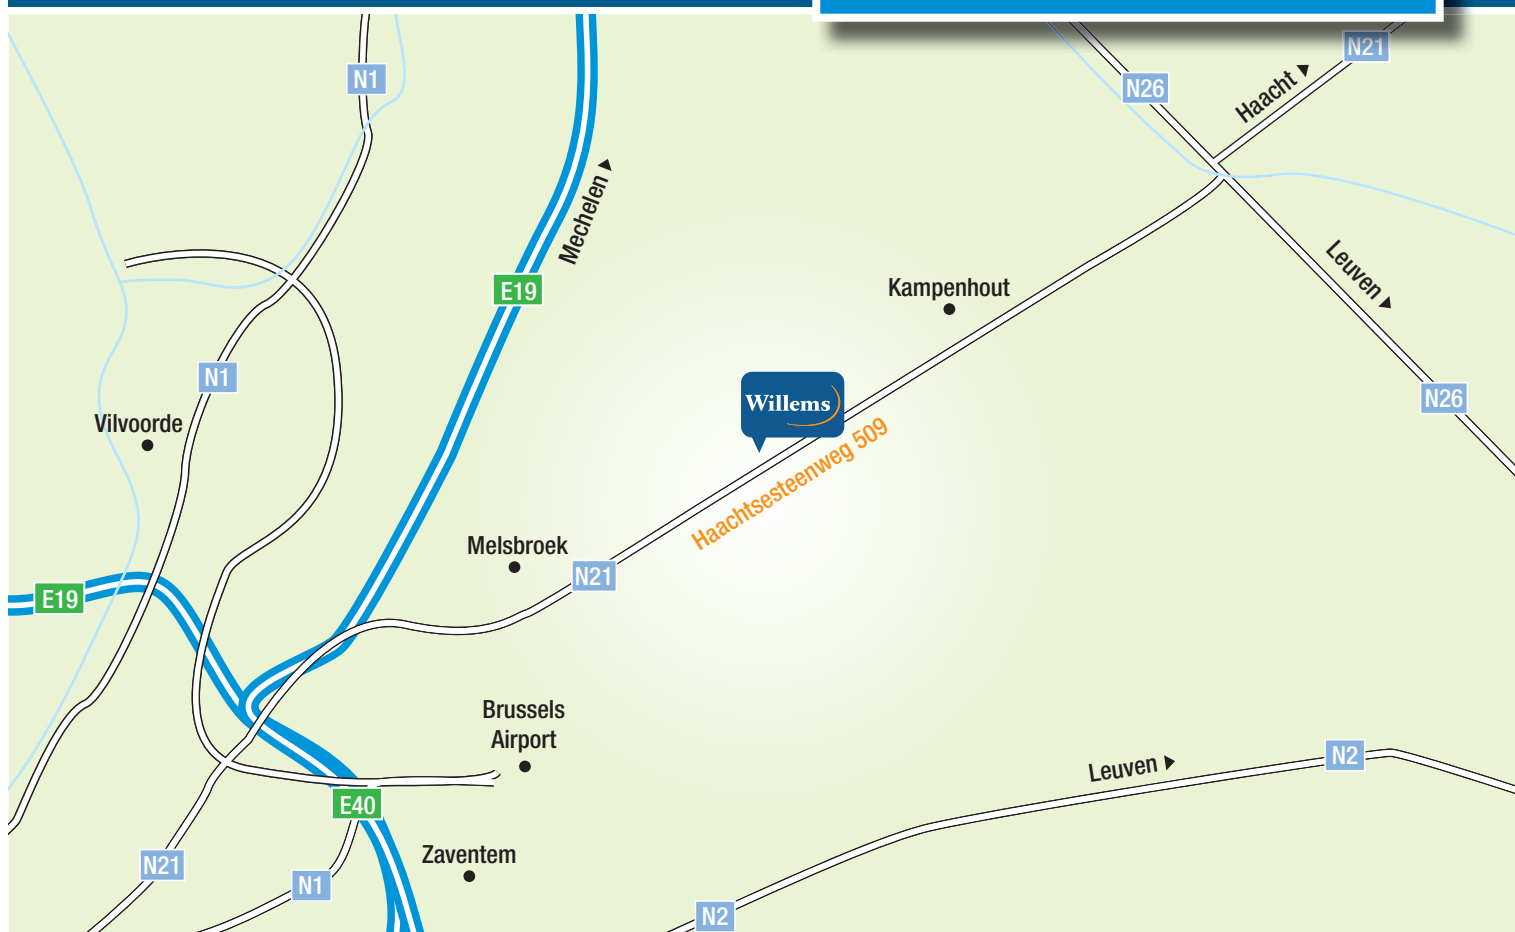 N21
N1
N26
Haacht
Mechelen
Leuven
E19
Kampenhout
N1
Willems
N26
Vilvoorde
Haachtsesteenweg 509
Melsbroek
N21
E19
Brussels
Airport
Leuven
N2
E40
Zaventem
N21
N1
N2